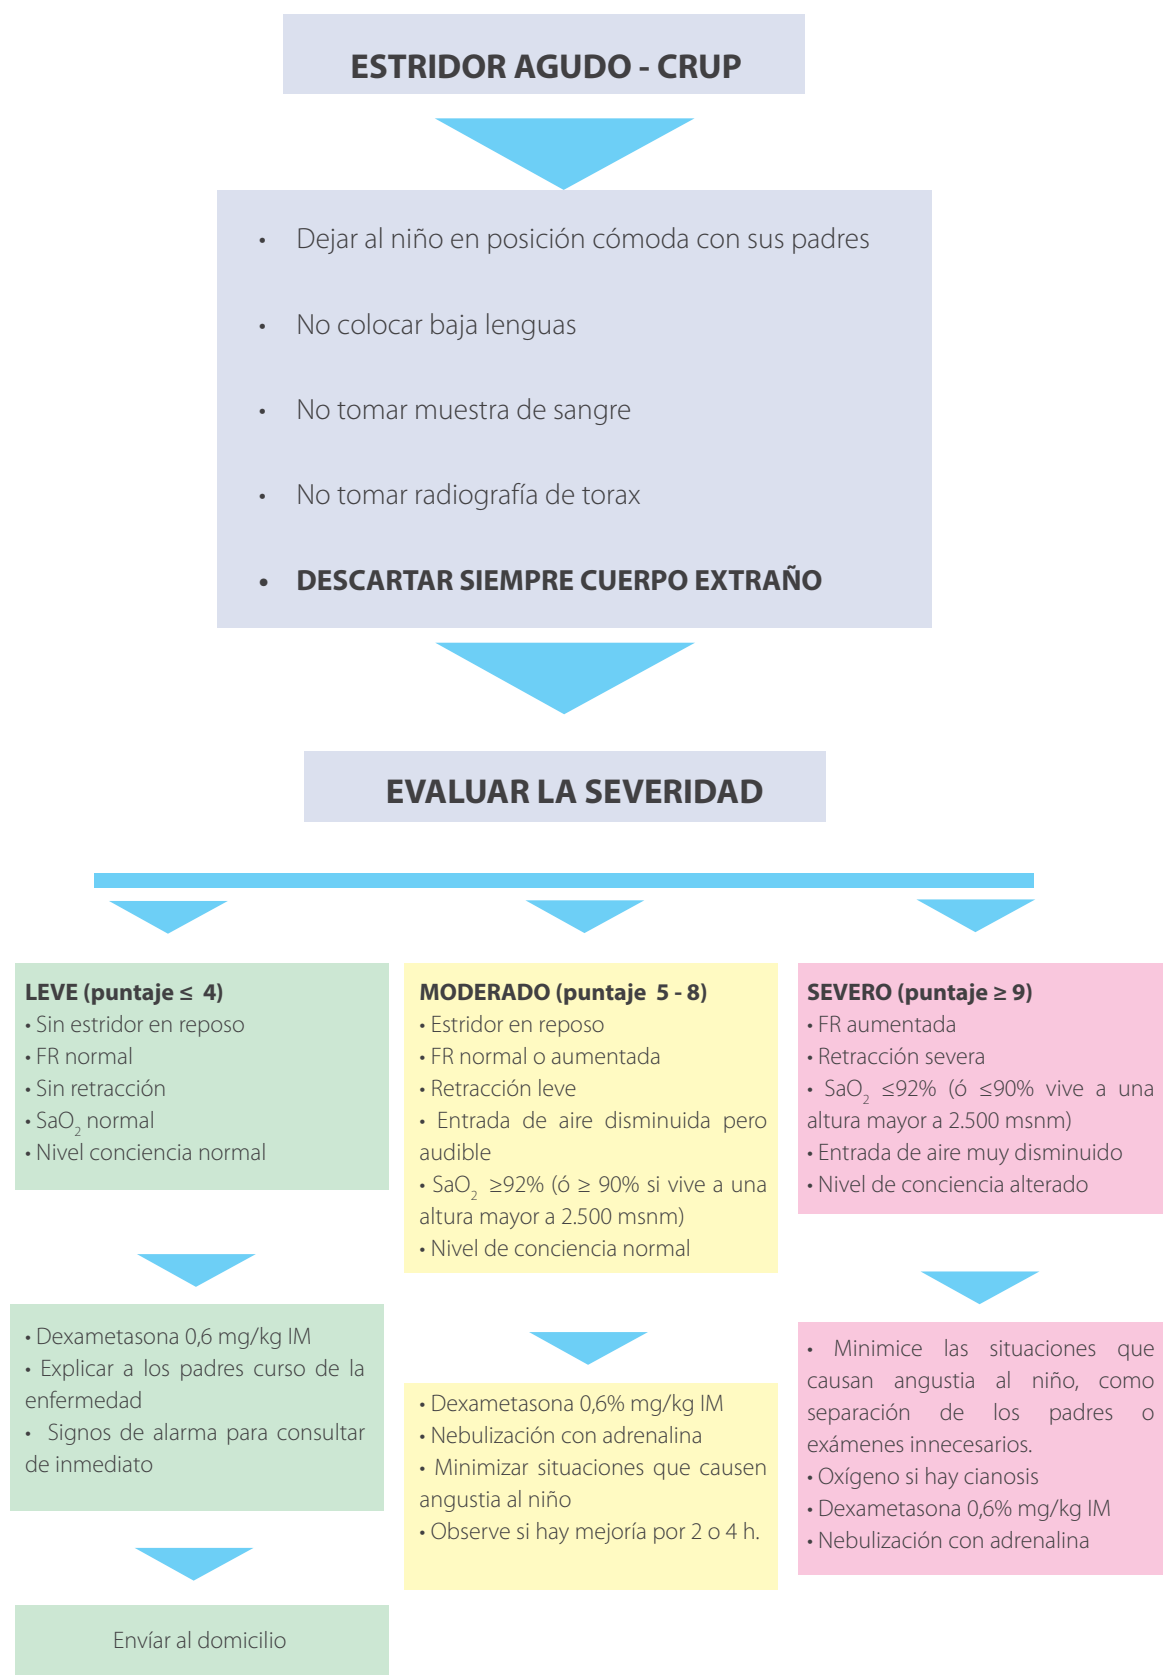 ESTRIDOR AGUDO - CRUP
• Dejar al niño en posición cómoda con sus padres
• No colocar baja lenguas
• No tomar muestra de sangre
• No tomar radiografía de torax
• DESCARTAR SIEMPRE CUERPO EXTRAÑO
EVALUAR LA SEVERIDAD
LEVE (puntaje ≤ 4)
• Sin estridor en reposo
• FR normal
• Sin retracción
• SaO₂ normal
• Nivel conciencia normal
• Dexametasona 0,6 mg/kg IM
• Explicar a los padres curso de la
enfermedad
• Signos de alarma para consultar
de inmediato
Envíar al domicilio
MODERADO (puntaje 5 - 8)
• Estridor en reposo
• FR normal o aumentada
• Retracción leve
• Entrada de aire disminuida pero
audible
• SaO₂ ≥92% (ó ≥ 90% si vive a una
altura mayor a 2.500 msnm)
• Nivel de conciencia normal
• Dexametasona 0,6% mg/kg IM
• Nebulización con adrenalina
• Minimizar situaciones que causen
angustia al niño
• Observe si hay mejoría por 2 o 4 h.
SEVERO (puntaje ≥ 9)
• FR aumentada
• Retracción severa
• SaO₂ ≤92% (ó ≤90% vive a una
altura mayor a 2.500 msnm)
• Entrada de aire muy disminuido
• Nivel de conciencia alterado
• Minimice las situaciones que
causan angustia al niño, como
separación de los padres o
exámenes innecesarios.
• Oxígeno si hay cianosis
• Dexametasona 0,6% mg/kg IM
• Nebulización con adrenalina